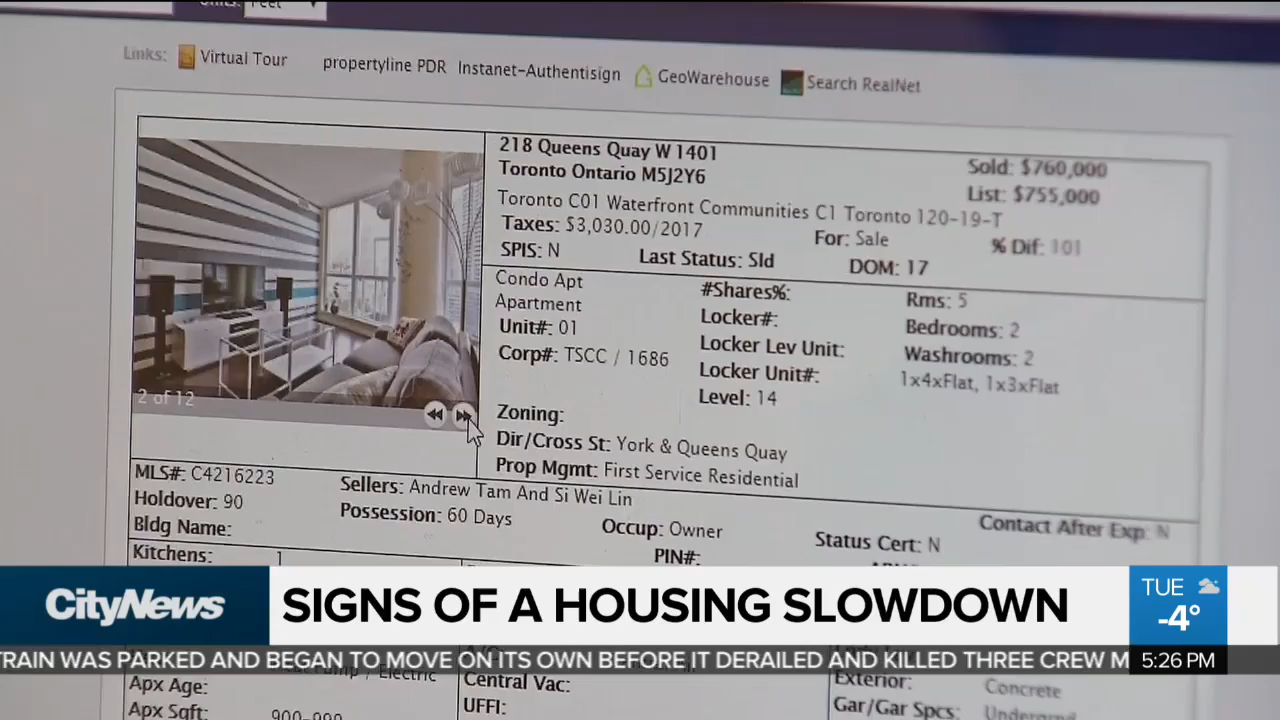 Units: Feet
Links: Virtual Tour propertyline PDR Instanet-Authentisign GeoWarehouse Search RealNet
218 Queens Quay W 1401
Sold: $760,000
Toronto Ontario M5J2Y6
List: $755,000
Toronto C01 Waterfront Communities C1 Toronto 120-19-T
Taxes: $3,030.00/2017
For: Sale
% Dif: 101
SPIS: N
Last Status: Sld
DOM: 17
Condo Apt
#Shares%:
Rms: 5
Apartment
Locker#:
Bedrooms: 2
Unit#: 01
Locker Lev Unit:
Washrooms: 2
Corp#: TSCC / 1686
Locker Unit#:
1x4xFlat, 1x3xFlat
Level: 14
2 of 12
Zoning:
Dir/Cross St: York & Queens Quay
Prop Mgmt: First Service Residential
MLS#: C4216223
Sellers: Andrew Tam And Si Wei Lin
Holdover: 90
Possession: 60 Days
Occup: Owner
Contact After Exp: N
Bldg Name:
PIN#:
Status Cert: N
Kitchens: 1
CityNews
SIGNS OF A HOUSING SLOWDOWN
TUE
-4°
TRAIN WAS PARKED AND BEGAN TO MOVE ON ITS OWN BEFORE IT DERAILED AND KILLED THREE CREW M
5:26 PM
Pump / Electric
Apx Age:
Central Vac:
Exterior: Concrete
Apx Sqft: 900-999
UFFI:
Gar/Gar Spcs: Undergrnd